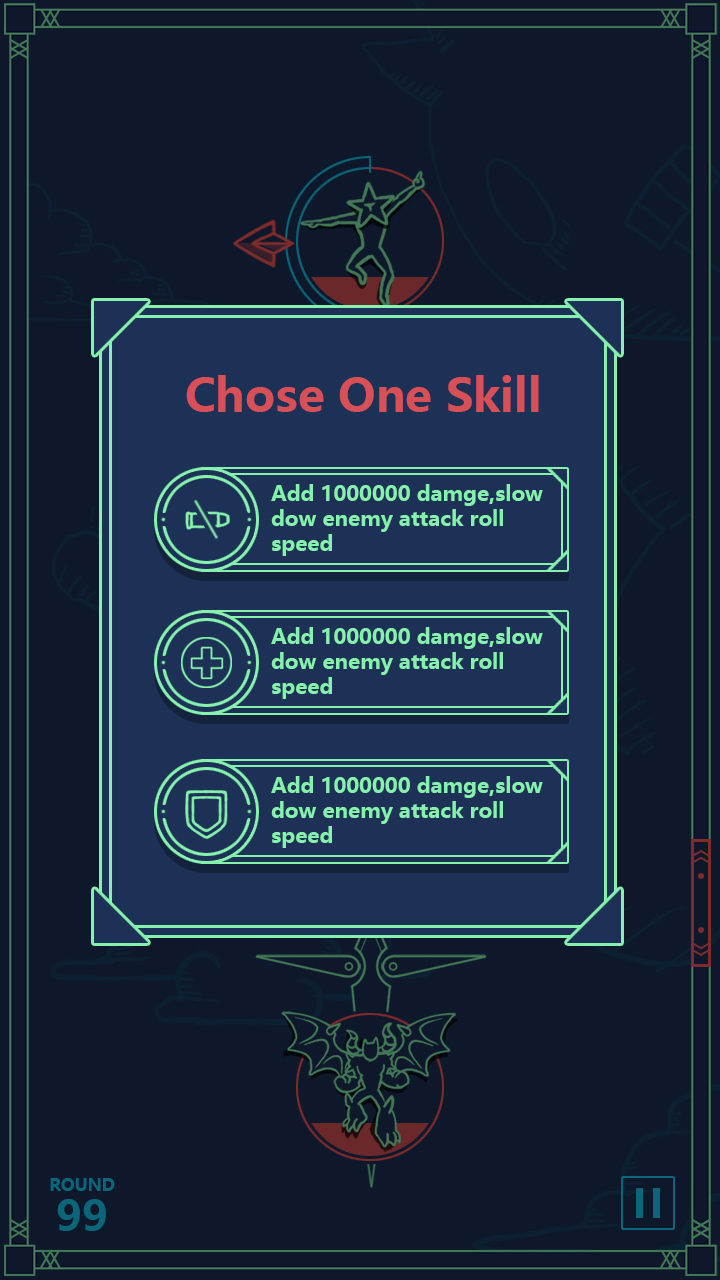 Chose One Skill
Add 1000000 damge,slow
dow enemy attack roll
speed
Add 1000000 damge,slow
dow enemy attack roll
speed
Add 1000000 damge,slow
dow enemy attack roll
speed
ROUND
99